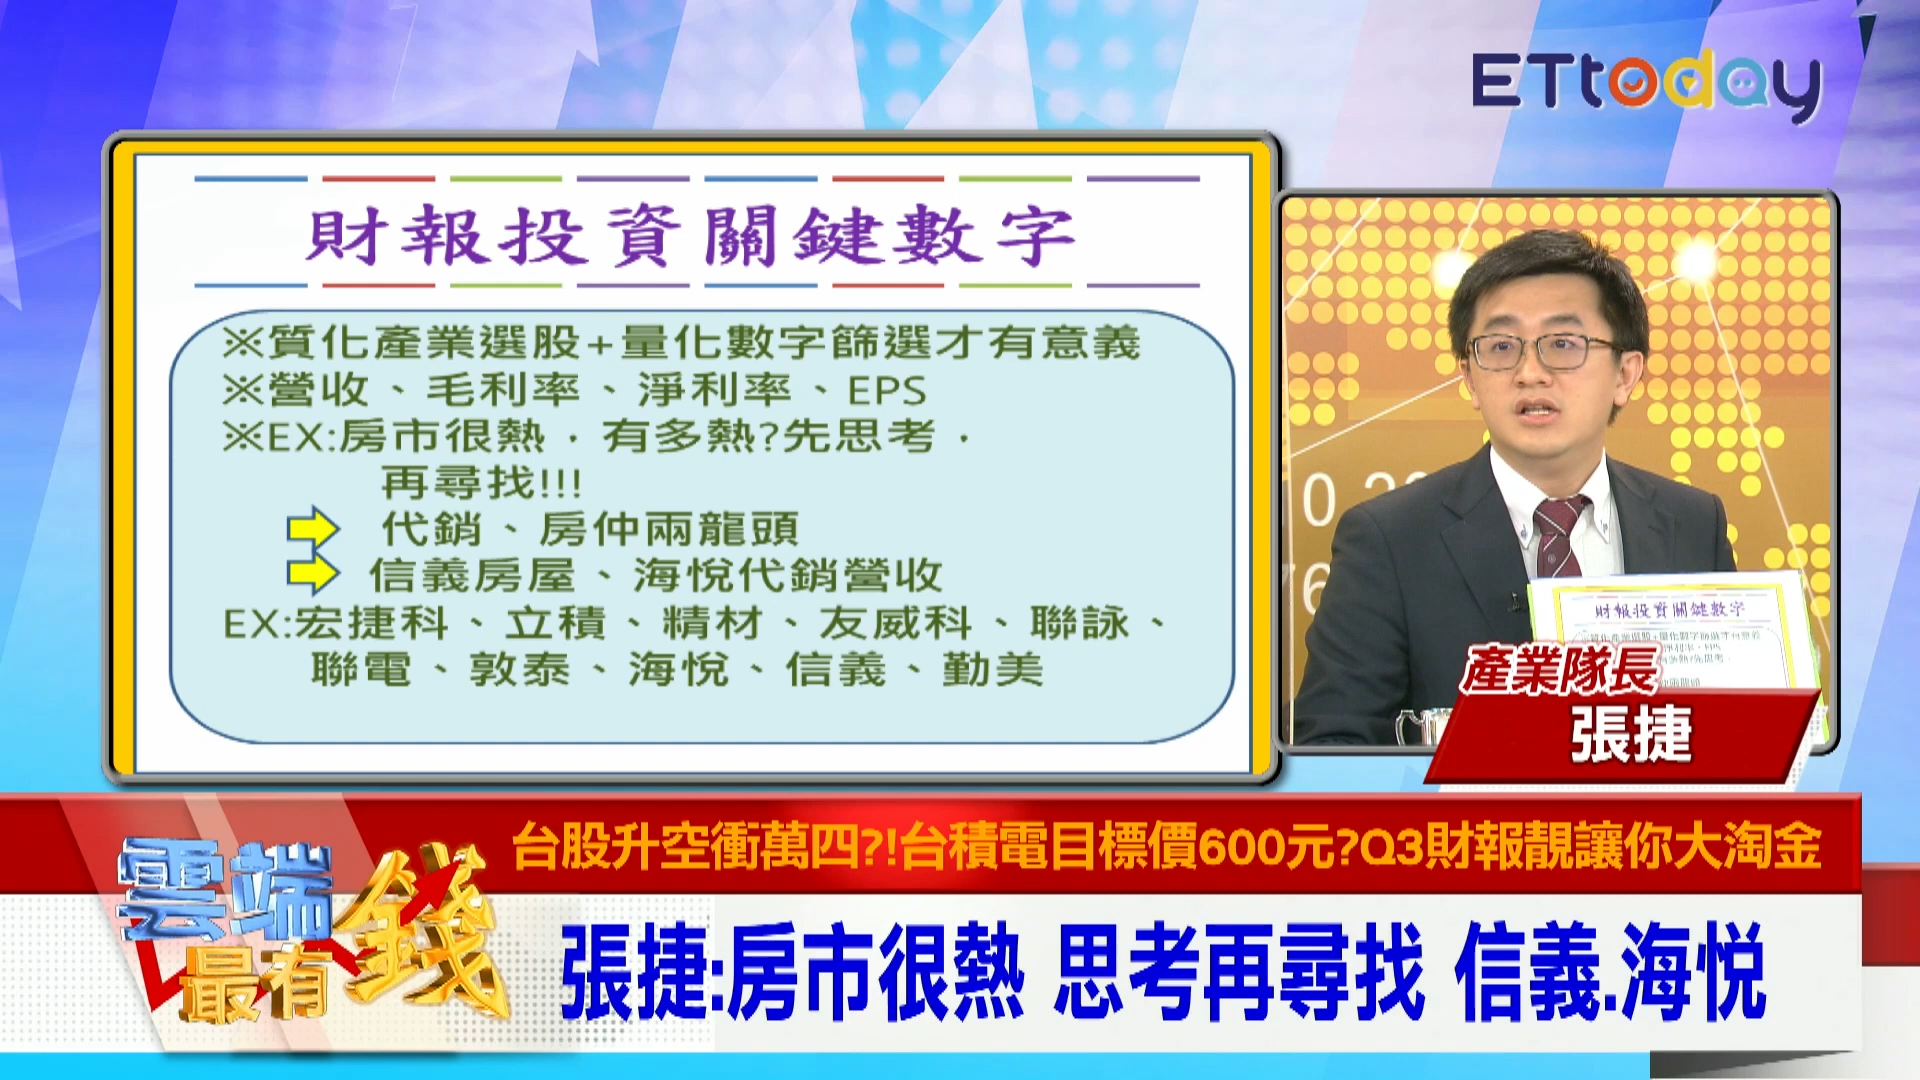 ETtoday
財報投資關鍵數字
※質化產業選股+量化數字篩選才有意義
※營收、毛利率、淨利率、EPS
※EX:房市很熱，有多熱?先思考，
再尋找!!!
代銷、房仲兩龍頭
信義房屋、海悅代銷營收
EX:宏捷科、立積、精材、友威科、聯詠、
聯電、敦泰、海悅、信義、勤美
財報投資關鍵數字
產業隊長
張捷
台股升空衝萬四?!台積電目標價600元?Q3財報靚讓你大淘金
雲端最有錢
張捷:房市很熱 思考再尋找 信義.海悅